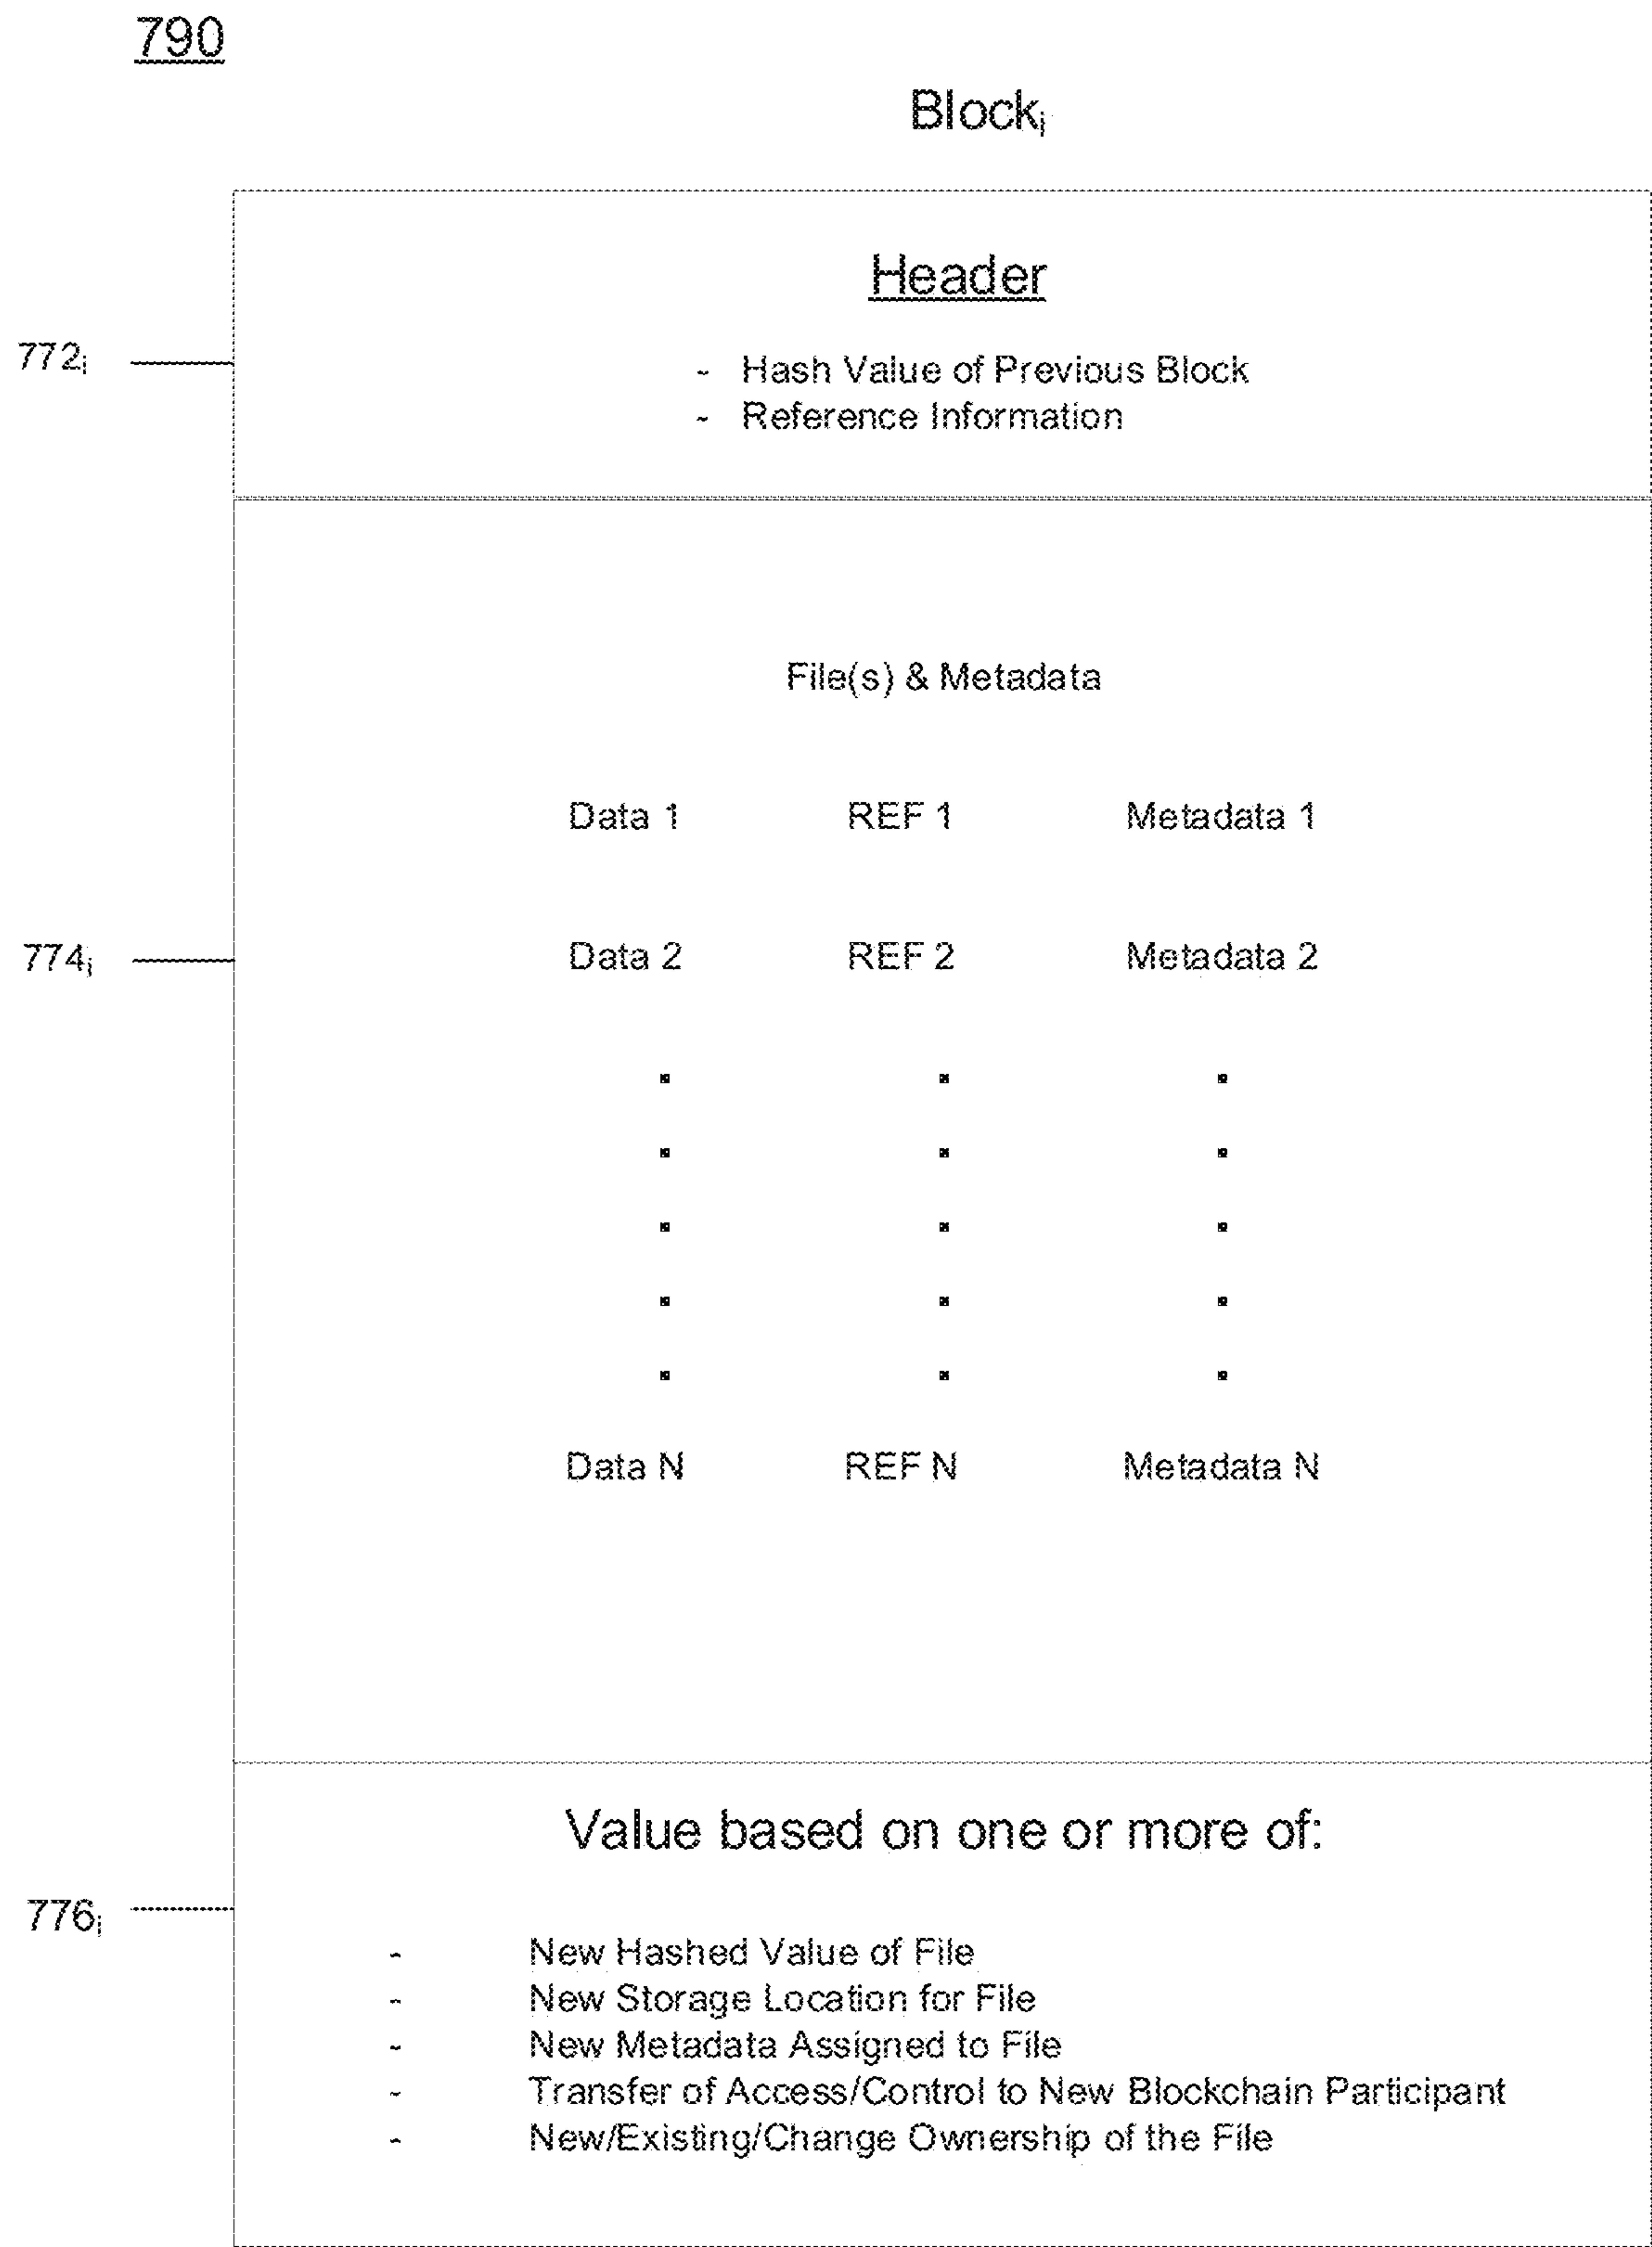 790
Blockᵢ
Header
772ᵢ
- Hash Value of Previous Block
- Reference Information
File(s) & Metadata
Data 1 REF 1 Metadata 1
774ᵢ
Data 2 REF 2 Metadata 2
Data N REF N Metadata N
Value based on one or more of:
776ᵢ
- New Hashed Value of File
- New Storage Location for File
- New Metadata Assigned to File
- Transfer of Access/Control to New Blockchain Participant
- New/Existing/Change Ownership of the File